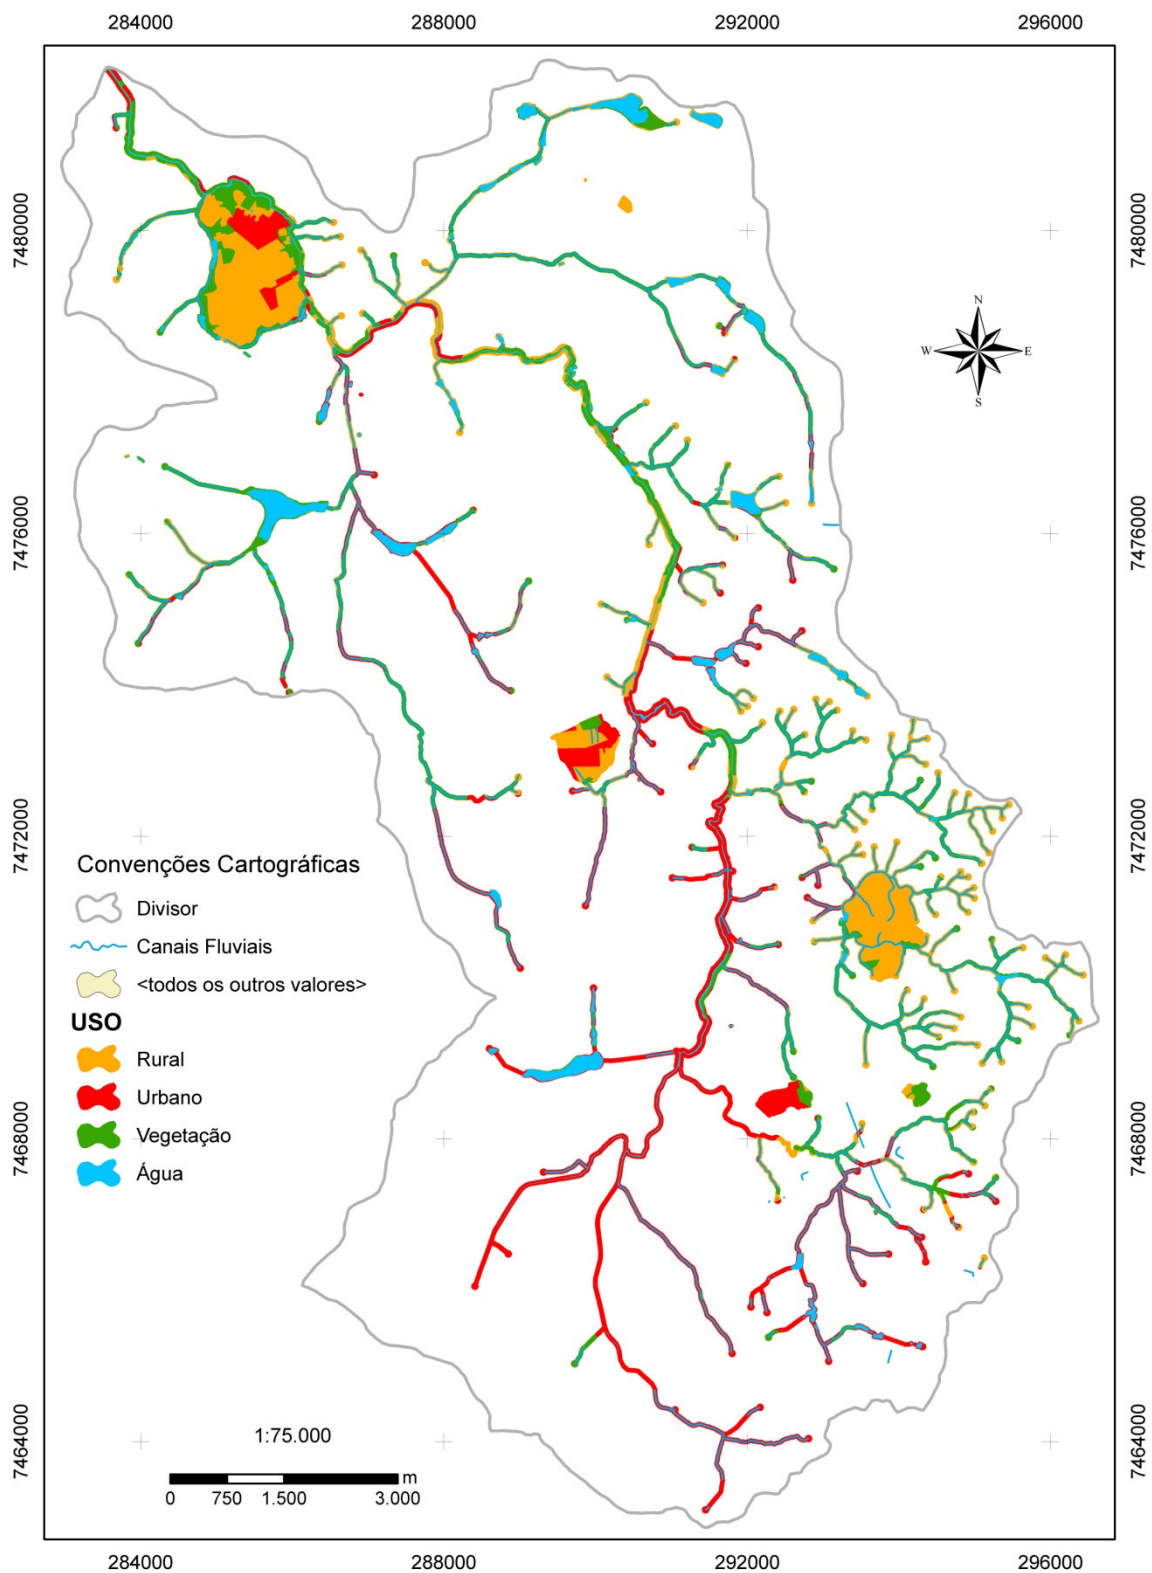 284000 288000 292000 296000
7480000 7480000
N
W E
S
7476000 7476000
7472000 7472000
Convenções Cartográficas
Divisor
Canais Fluviais
<todos os outros valores>
USO
Rural
Urbano
Vegetação
Água
7468000 7468000
1:75.000
m
0 750 1.500 3.000
7464000 7464000
284000 288000 292000 296000